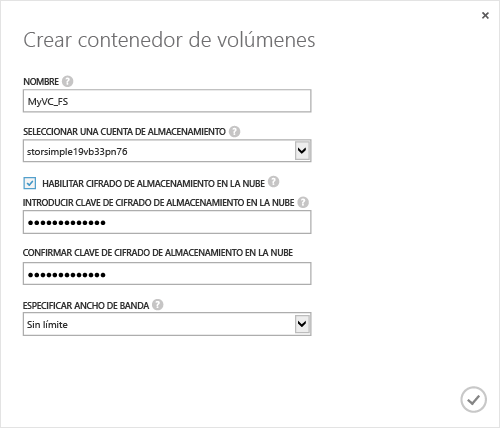 Crear contenedor de volúmenes
NOMBRE ?
MyVC_FS
SELECCIONAR UNA CUENTA DE ALMACENAMIENTO ?
storsimple19vb33pn76
HABILITAR CIFRADO DE ALMACENAMIENTO EN LA NUBE ?
INTRODUCIR CLAVE DE CIFRADO DE ALMACENAMIENTO EN LA NUBE ?
●●●●●●●●●●●●●
CONFIRMAR CLAVE DE CIFRADO DE ALMACENAMIENTO EN LA NUBE
●●●●●●●●●●●●●
ESPECIFICAR ANCHO DE BANDA ?
Sin límite